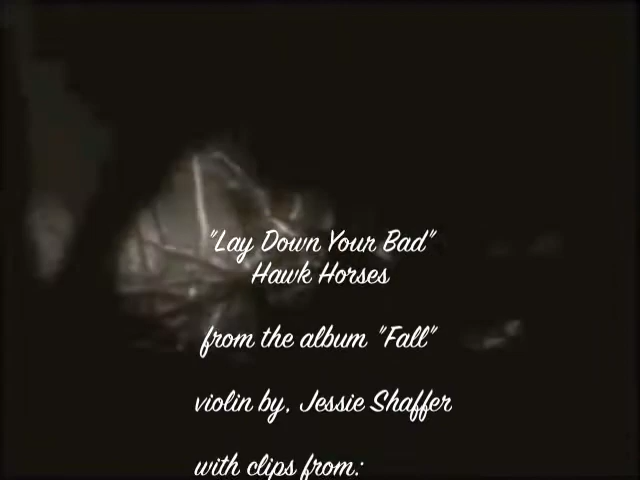 "Lay Down Your Bad"
Hawk Horses
from the album "Fall"
violin by, Jessie Shaffer
with clips from: